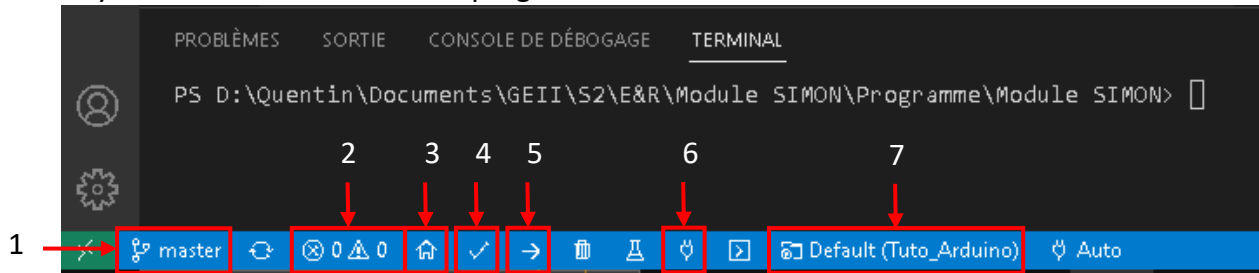 PROBLÈMES SORTIE CONSOLE DE DÉBOGAGE TERMINAL
PS D:\Quentin\Documents\GEII\S2\E&R\Module SIMON\Programme\Module SIMON>
2 3 4 5 6 7
1 master 0 0 Default (Tuto_Arduino) Auto